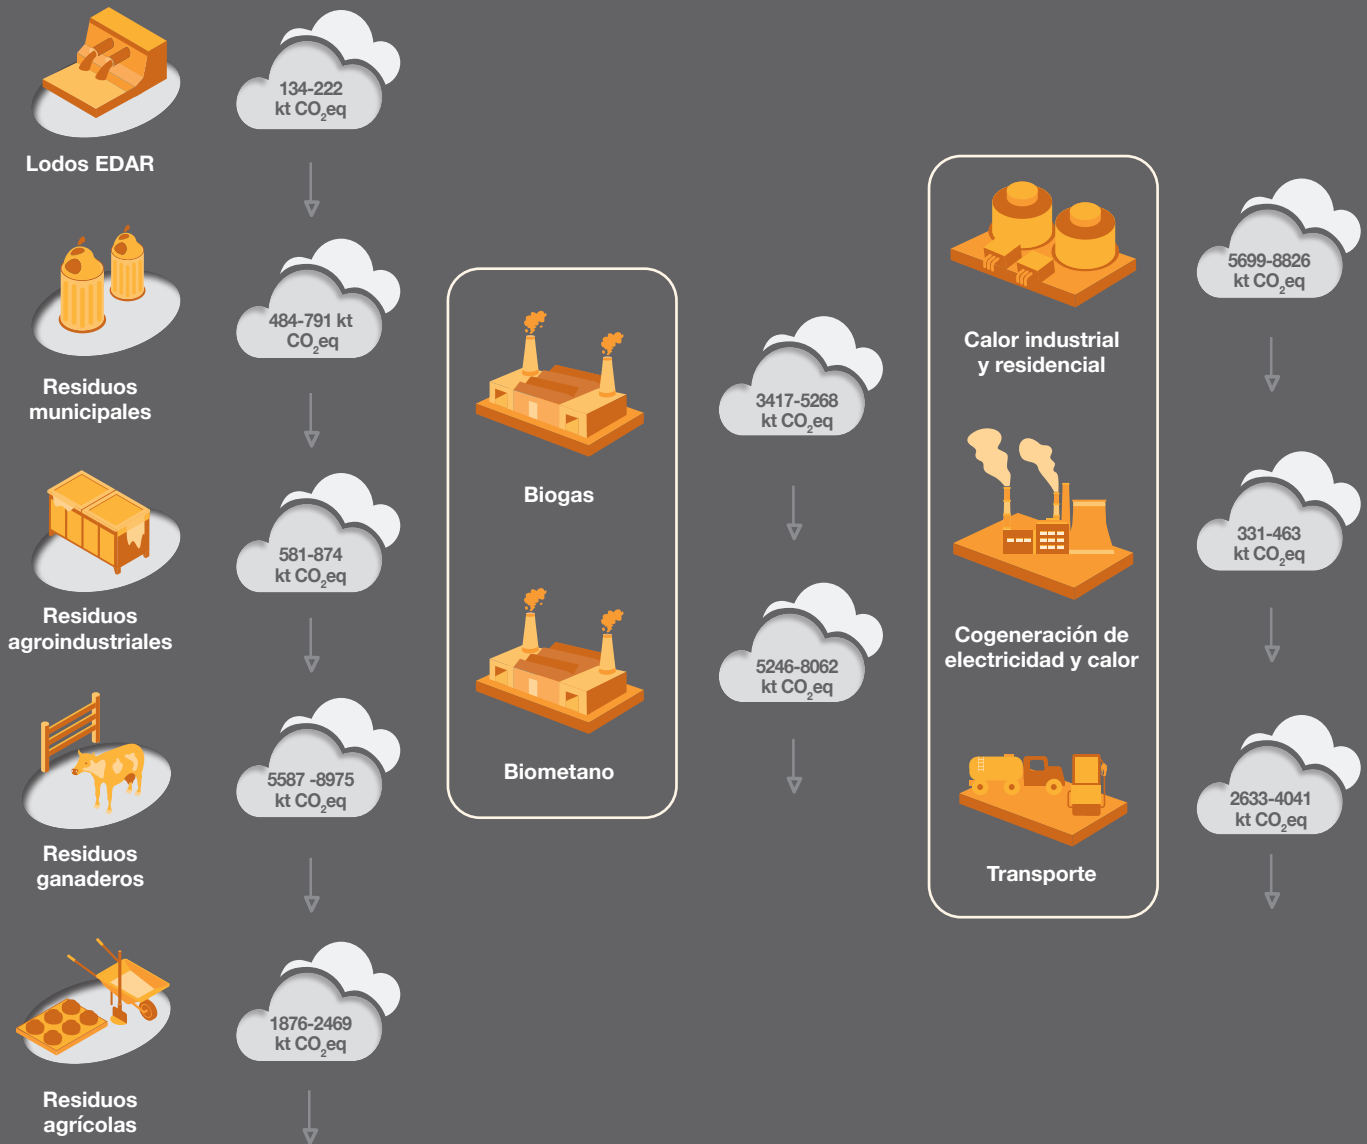 134-222
kt CO₂eq
Lodos EDAR
484-791 kt
CO₂eq
Residuos
municipales
581-874
kt CO₂eq
Residuos
agroindustriales
5587 -8975
kt CO₂eq
Residuos
ganaderos
1876-2469
kt CO₂eq
Residuos
agrícolas
Biogas
3417-5268
kt CO₂eq
Biometano
5246-8062
kt CO₂eq
Calor industrial
y residencial
5699-8826
kt CO₂eq
Cogeneración de
electricidad y calor
331-463
kt CO₂eq
Transporte
2633-4041
kt CO₂eq